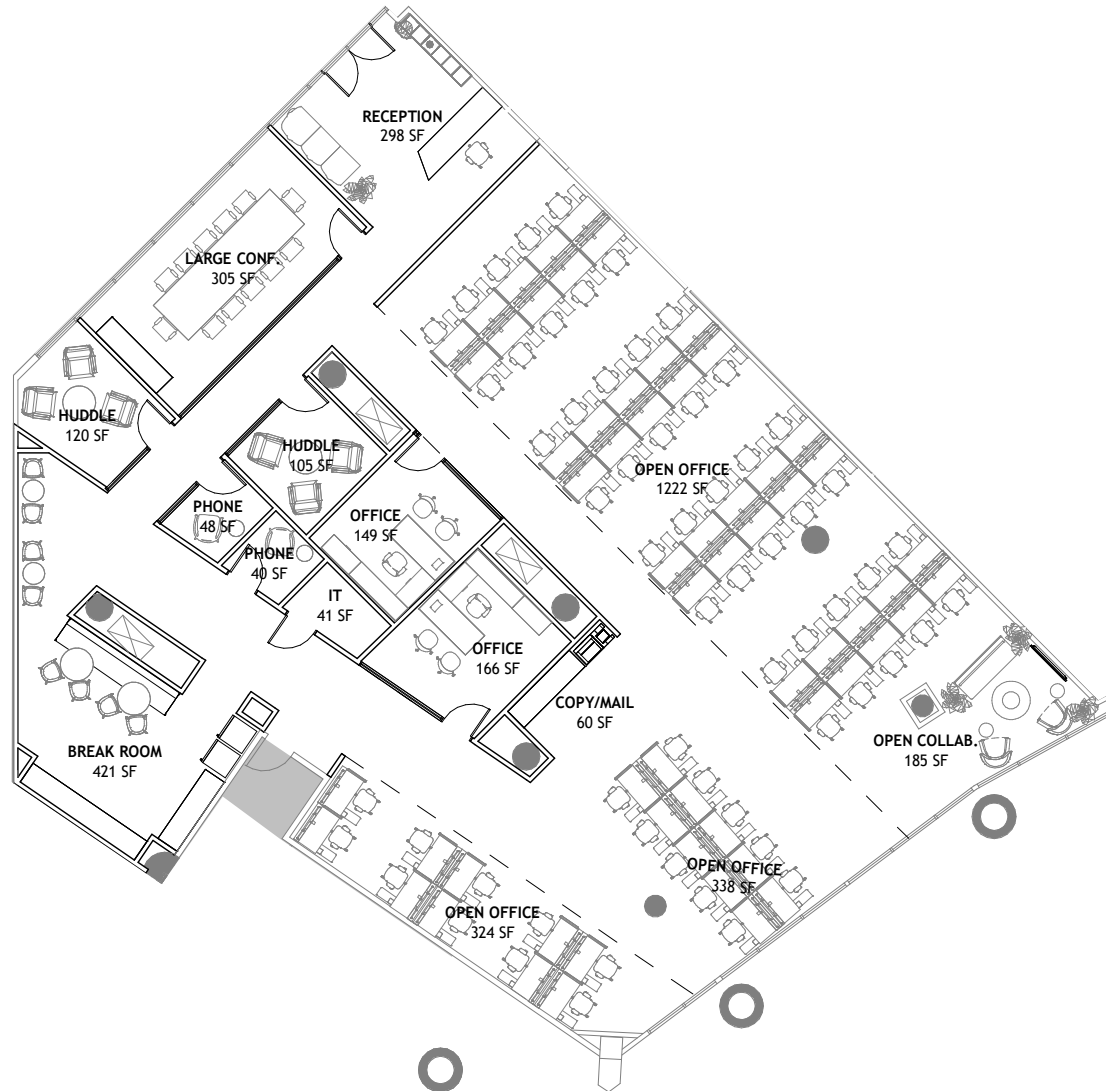 RECEPTION
298 SF
LARGE CONF.
305 SF
HUDDLE
120 SF
HUDDLE
105 SF
OPEN OFFICE
1222 SF
PHONE
48 SF
OFFICE
149 SF
PHONE
40 SF
IT
41 SF
OFFICE
166 SF
COPY/MAIL
60 SF
OPEN COLLAB.
185 SF
BREAK ROOM
421 SF
OPEN OFFICE
338 SF
OPEN OFFICE
324 SF